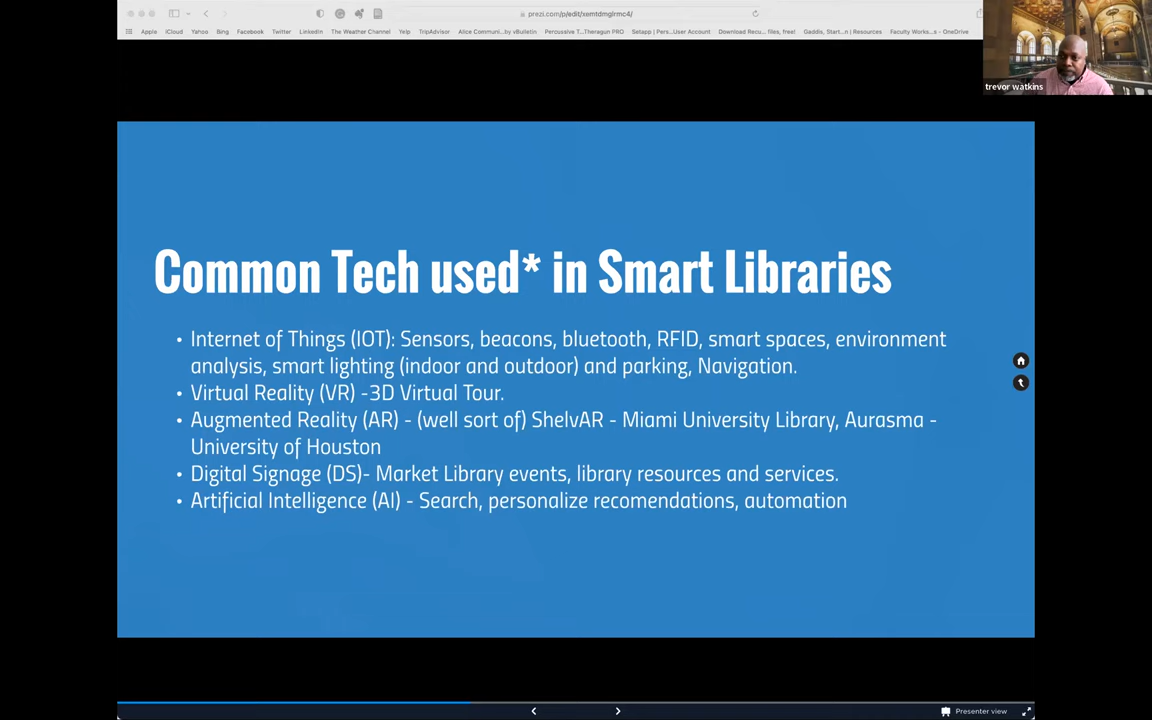 prezi.com/p/edit/xemtdmglrmc4/
Apple iCloud Yahoo Bing Facebook Twitter LinkedIn The Weather Channel Yelp TripAdvisor Alice Communi...by vBulletin Percussive T...Theragun PRO Setapp | Pers...User Account Download Recu... files, free! Gaddis, Start...n | Resources Faculty Works...s - OneDrive
trevor watkins
Common Tech used* in Smart Libraries
• Internet of Things (IOT): Sensors, beacons, bluetooth, RFID, smart spaces, environment
analysis, smart lighting (indoor and outdoor) and parking, Navigation.
• Virtual Reality (VR) -3D Virtual Tour.
• Augmented Reality (AR) - (well sort of) ShelvAR - Miami University Library, Aurasma -
University of Houston
• Digital Signage (DS)- Market Library events, library resources and services.
• Artificial Intelligence (AI) - Search, personalize recomendations, automation
Presenter view